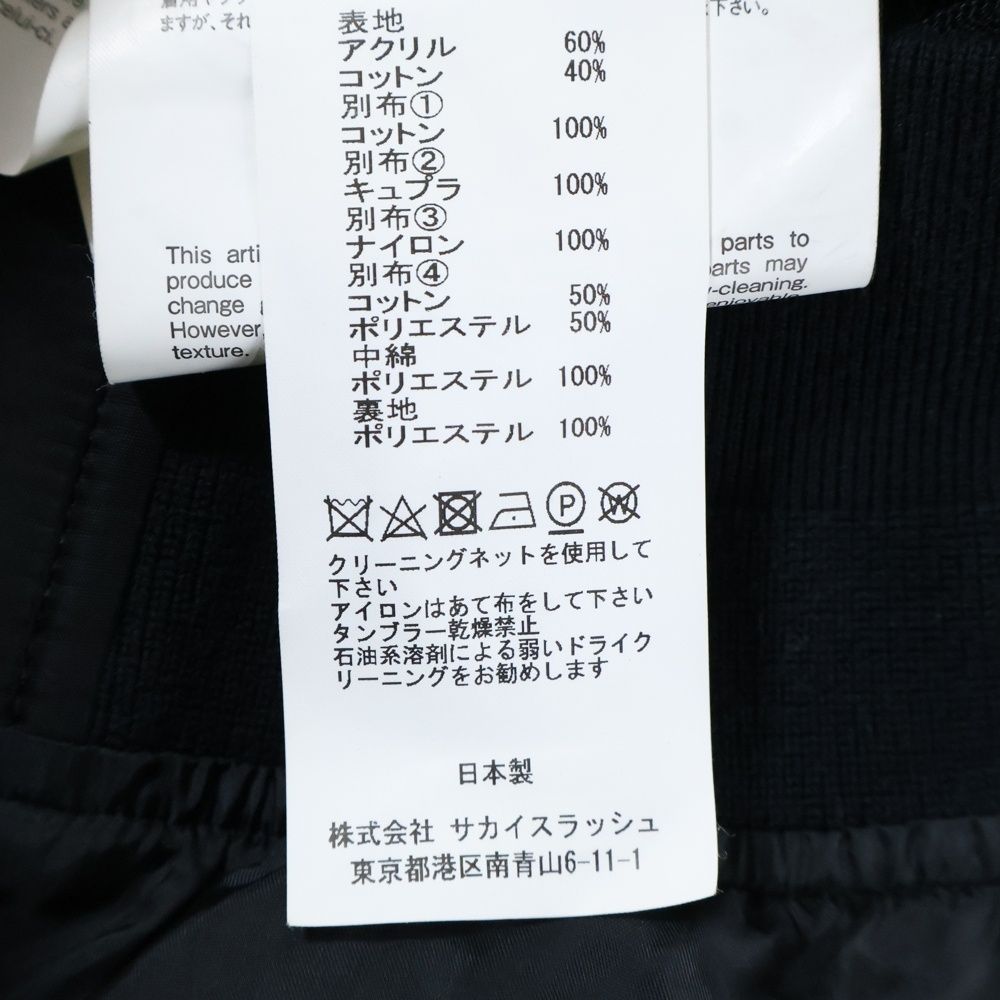 ますが、それ
下さい。
表地
アクリル 60%
コットン 40%
別布①
コットン 100%
別布②
キュプラ 100%
別布③
ナイロン 100%
別布④
コットン 50%
ポリエステル 50%
中綿
ポリエステル 100%
裏地
ポリエステル 100%
P W
クリーニングネットを使用して
下さい
アイロンはあて布をして下さい
タンブラー乾燥禁止
石油系溶剤による弱いドライク
リーニングをお勧めします
日本製
株式会社 サカイスラッシュ
東京都港区南青山6-11-1
This arti
produce
change
However,
texture.
parts to
parts may
y-cleaning.
enjoyable